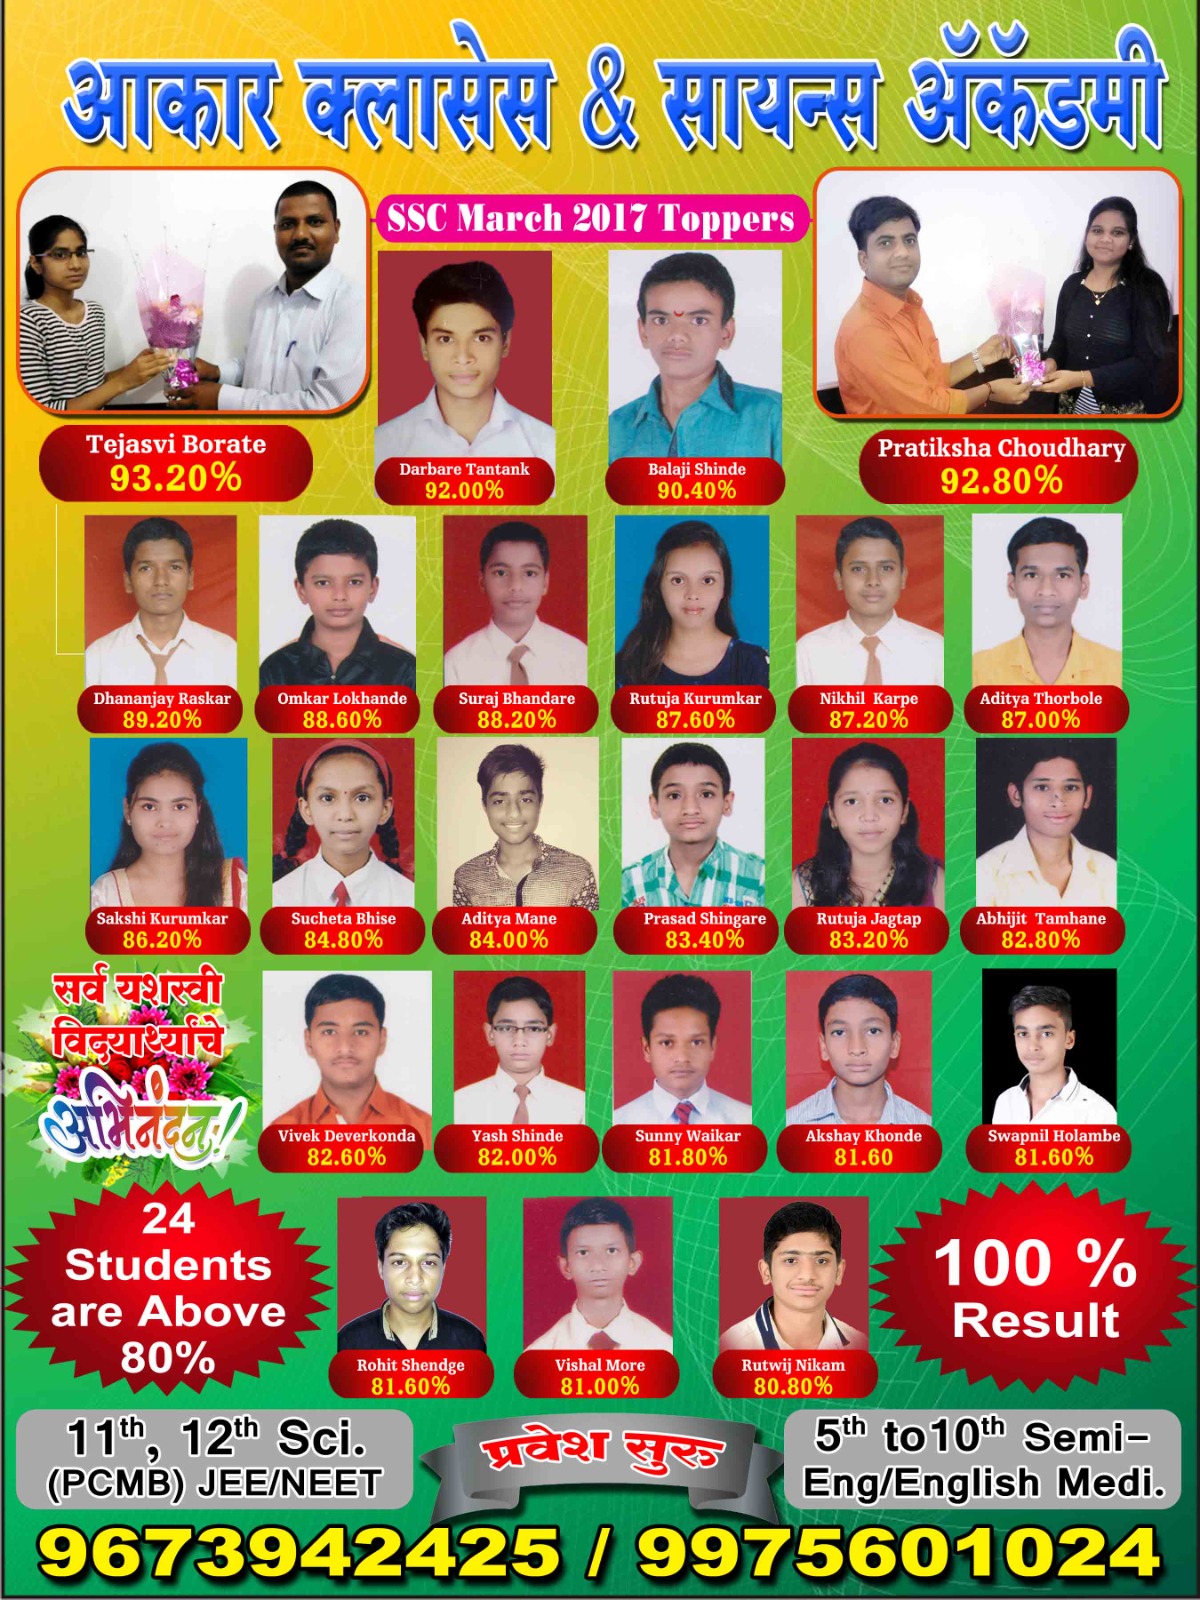 आकार क्लासेस & सायन्स ॲकॅडमी
SSC March 2017 Toppers
Tejasvi Borate
93.20%
Darbare Tantank
92.00%
Balaji Shinde
90.40%
Pratiksha Choudhary
92.80%
Dhananjay Raskar
89.20%
Omkar Lokhande
88.60%
Suraj Bhandare
88.20%
Rutuja Kurumkar
87.60%
Nikhil Karpe
87.20%
Aditya Thorbole
87.00%
Sakshi Kurumkar
86.20%
Sucheta Bhise
84.80%
Aditya Mane
84.00%
Prasad Shingare
83.40%
Rutuja Jagtap
83.20%
Abhijit Tamhane
82.80%
सर्व यशस्वी
विद्यार्थ्यांचे
अभिनंदन!
Vivek Deverkonda
82.60%
Yash Shinde
82.00%
Sunny Waikar
81.80%
Akshay Khonde
81.60
Swapnil Holambe
81.60%
24
Students
are Above
80%
Rohit Shendge
81.60%
Vishal More
81.00%
Rutwij Nikam
80.80%
100 %
Result
11th, 12th Sci.
(PCMB) JEE/NEET
प्रवेश सुरु
5th to10th Semi-
Eng/English Medi.
9673942425 / 9975601024